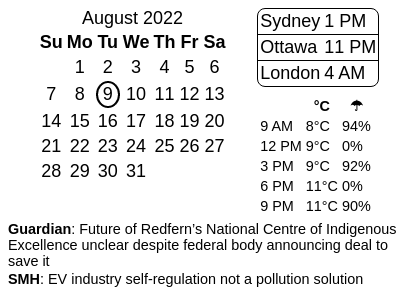 August 2022
Su Mo Tu We Th Fr Sa
1 2 3 4 5 6
7 8 9 10 11 12 13
14 15 16 17 18 19 20
21 22 23 24 25 26 27
28 29 30 31
Sydney 1 PM
Ottawa 11 PM
London 4 AM
°C ☂
9 AM 8°C 94%
12 PM 9°C 0%
3 PM 9°C 92%
6 PM 11°C 0%
9 PM 11°C 90%
Guardian: Future of Redfern’s National Centre of Indigenous
Excellence unclear despite federal body announcing deal to
save it
SMH: EV industry self-regulation not a pollution solution